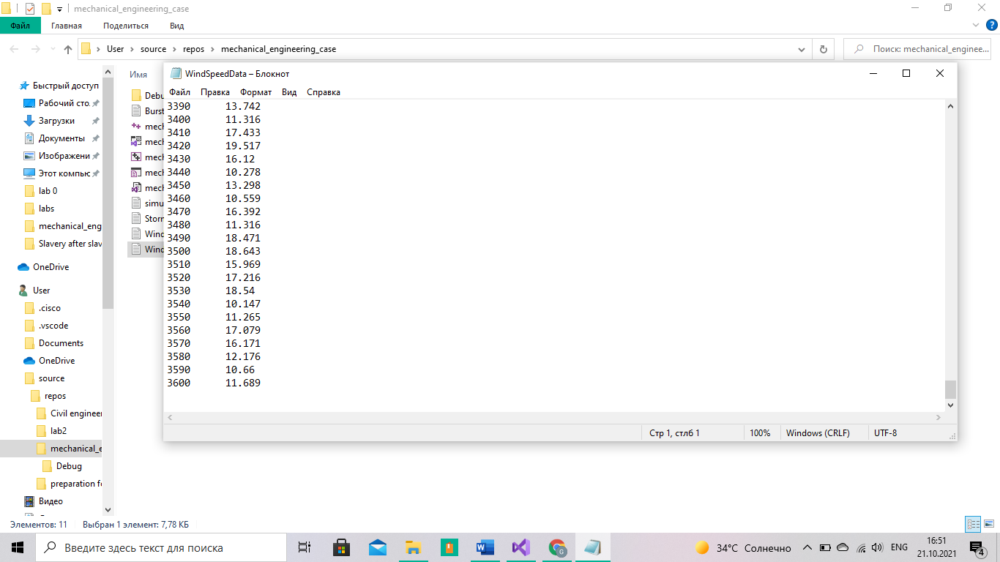 mechanical_engineering_case
Файл Главная Поделиться Вид
User source repos mechanical_engineering_case
Поиск: mechanical_enginee...
Быстрый доступ
Рабочий сто.
Загрузки
Документы
Изображени
Этот компьк
lab 0
labs
mechanical_eng
Slavery after slav
OneDrive
User
.cisco
.vscode
Documents
OneDrive
source
repos
Civil engineer
lab2
mechanical_e
Debug
preparation fo
Видео
Имя
Debu
Burst
mech
mech
mech
mech
mech
simu
Storm
Wind
Wind
WindSpeedData – Блокнот
Файл Правка Формат Вид Справка
3390 13.742
3400 11.316
3410 17.433
3420 19.517
3430 16.12
3440 10.278
3450 13.298
3460 10.559
3470 16.392
3480 11.316
3490 18.471
3500 18.643
3510 15.969
3520 17.216
3530 18.54
3540 10.147
3550 11.265
3560 17.079
3570 16.171
3580 12.176
3590 10.66
3600 11.689
Стр 1, стлб 1 100% Windows (CRLF) UTF-8
Элементов: 11 Выбран 1 элемент: 7,78 КБ
Введите здесь текст для поиска
34°C Солнечно
ENG
16:51
21.10.2021
4